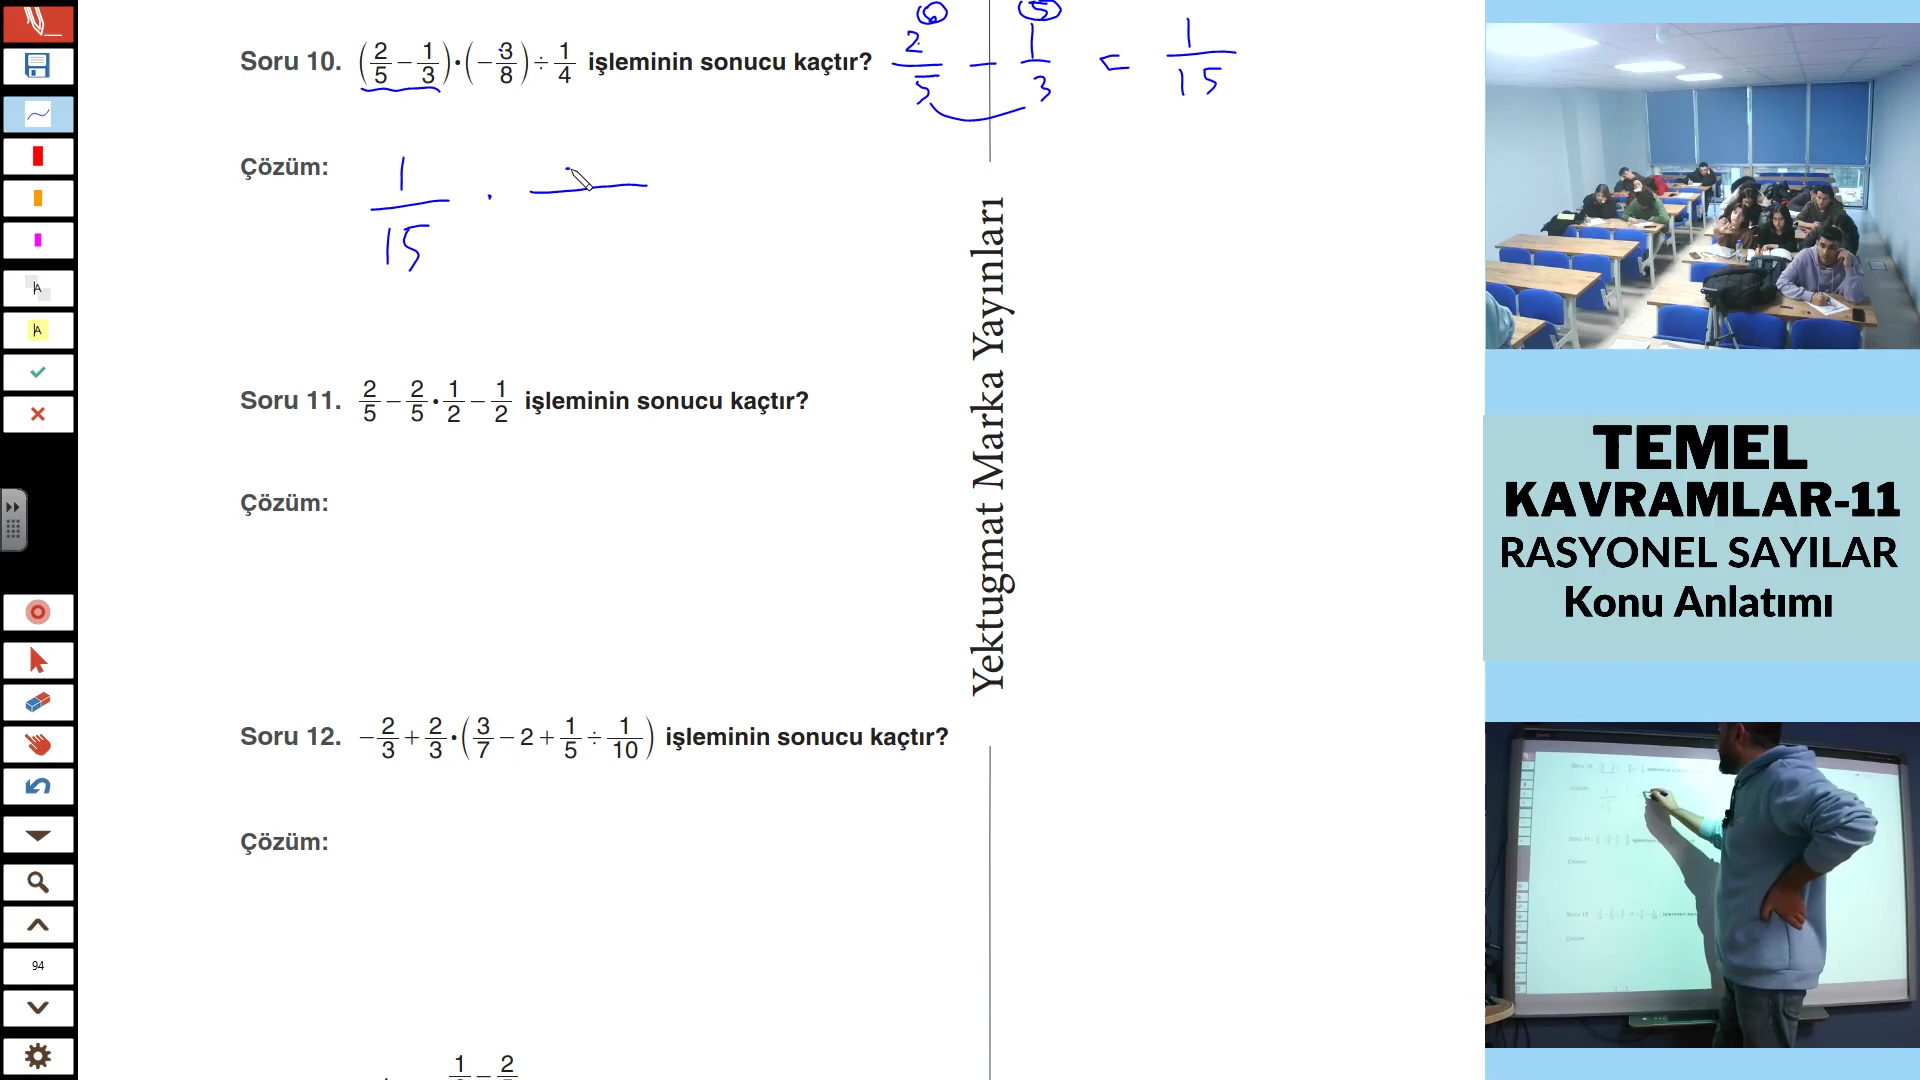 Soru 10. (2/5 − 1/3) · (−3/8) ÷ 1/4 işleminin sonucu kaçtır?
2/5 − 1/3 = 1/15
6 5
Çözüm:
1/15 ·
Soru 11. 2/5 − 2/5 · 1/2 − 1/2 işleminin sonucu kaçtır?
Çözüm:
Soru 12. −2/3 + 2/3 · (3/7 − 2 + 1/5 ÷ 1/10) işleminin sonucu kaçtır?
Çözüm:
Yektugmat Marka Yayınları
94
TEMEL
KAVRAMLAR-11
RASYONEL SAYILAR
Konu Anlatımı